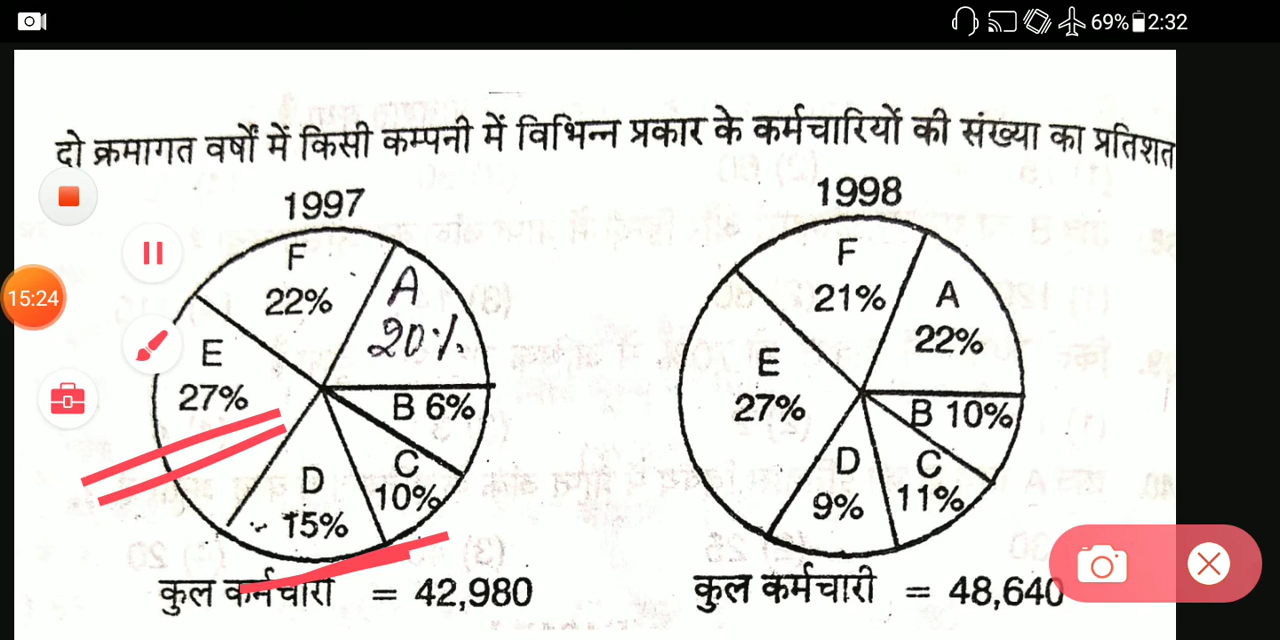 69% 2:32
दो क्रमागत वर्षों में किसी कम्पनी में विभिन्न प्रकार के कर्मचारियों की संख्या का प्रतिशत
1997
1998
F
22%
A
20%
E
27%
B 6%
C
10%
D
15%
F
21%
A
22%
E
27%
B 10%
C
11%
D
9%
15:24
कुल कर्मचारी = 42,980
कुल कर्मचारी = 48,640